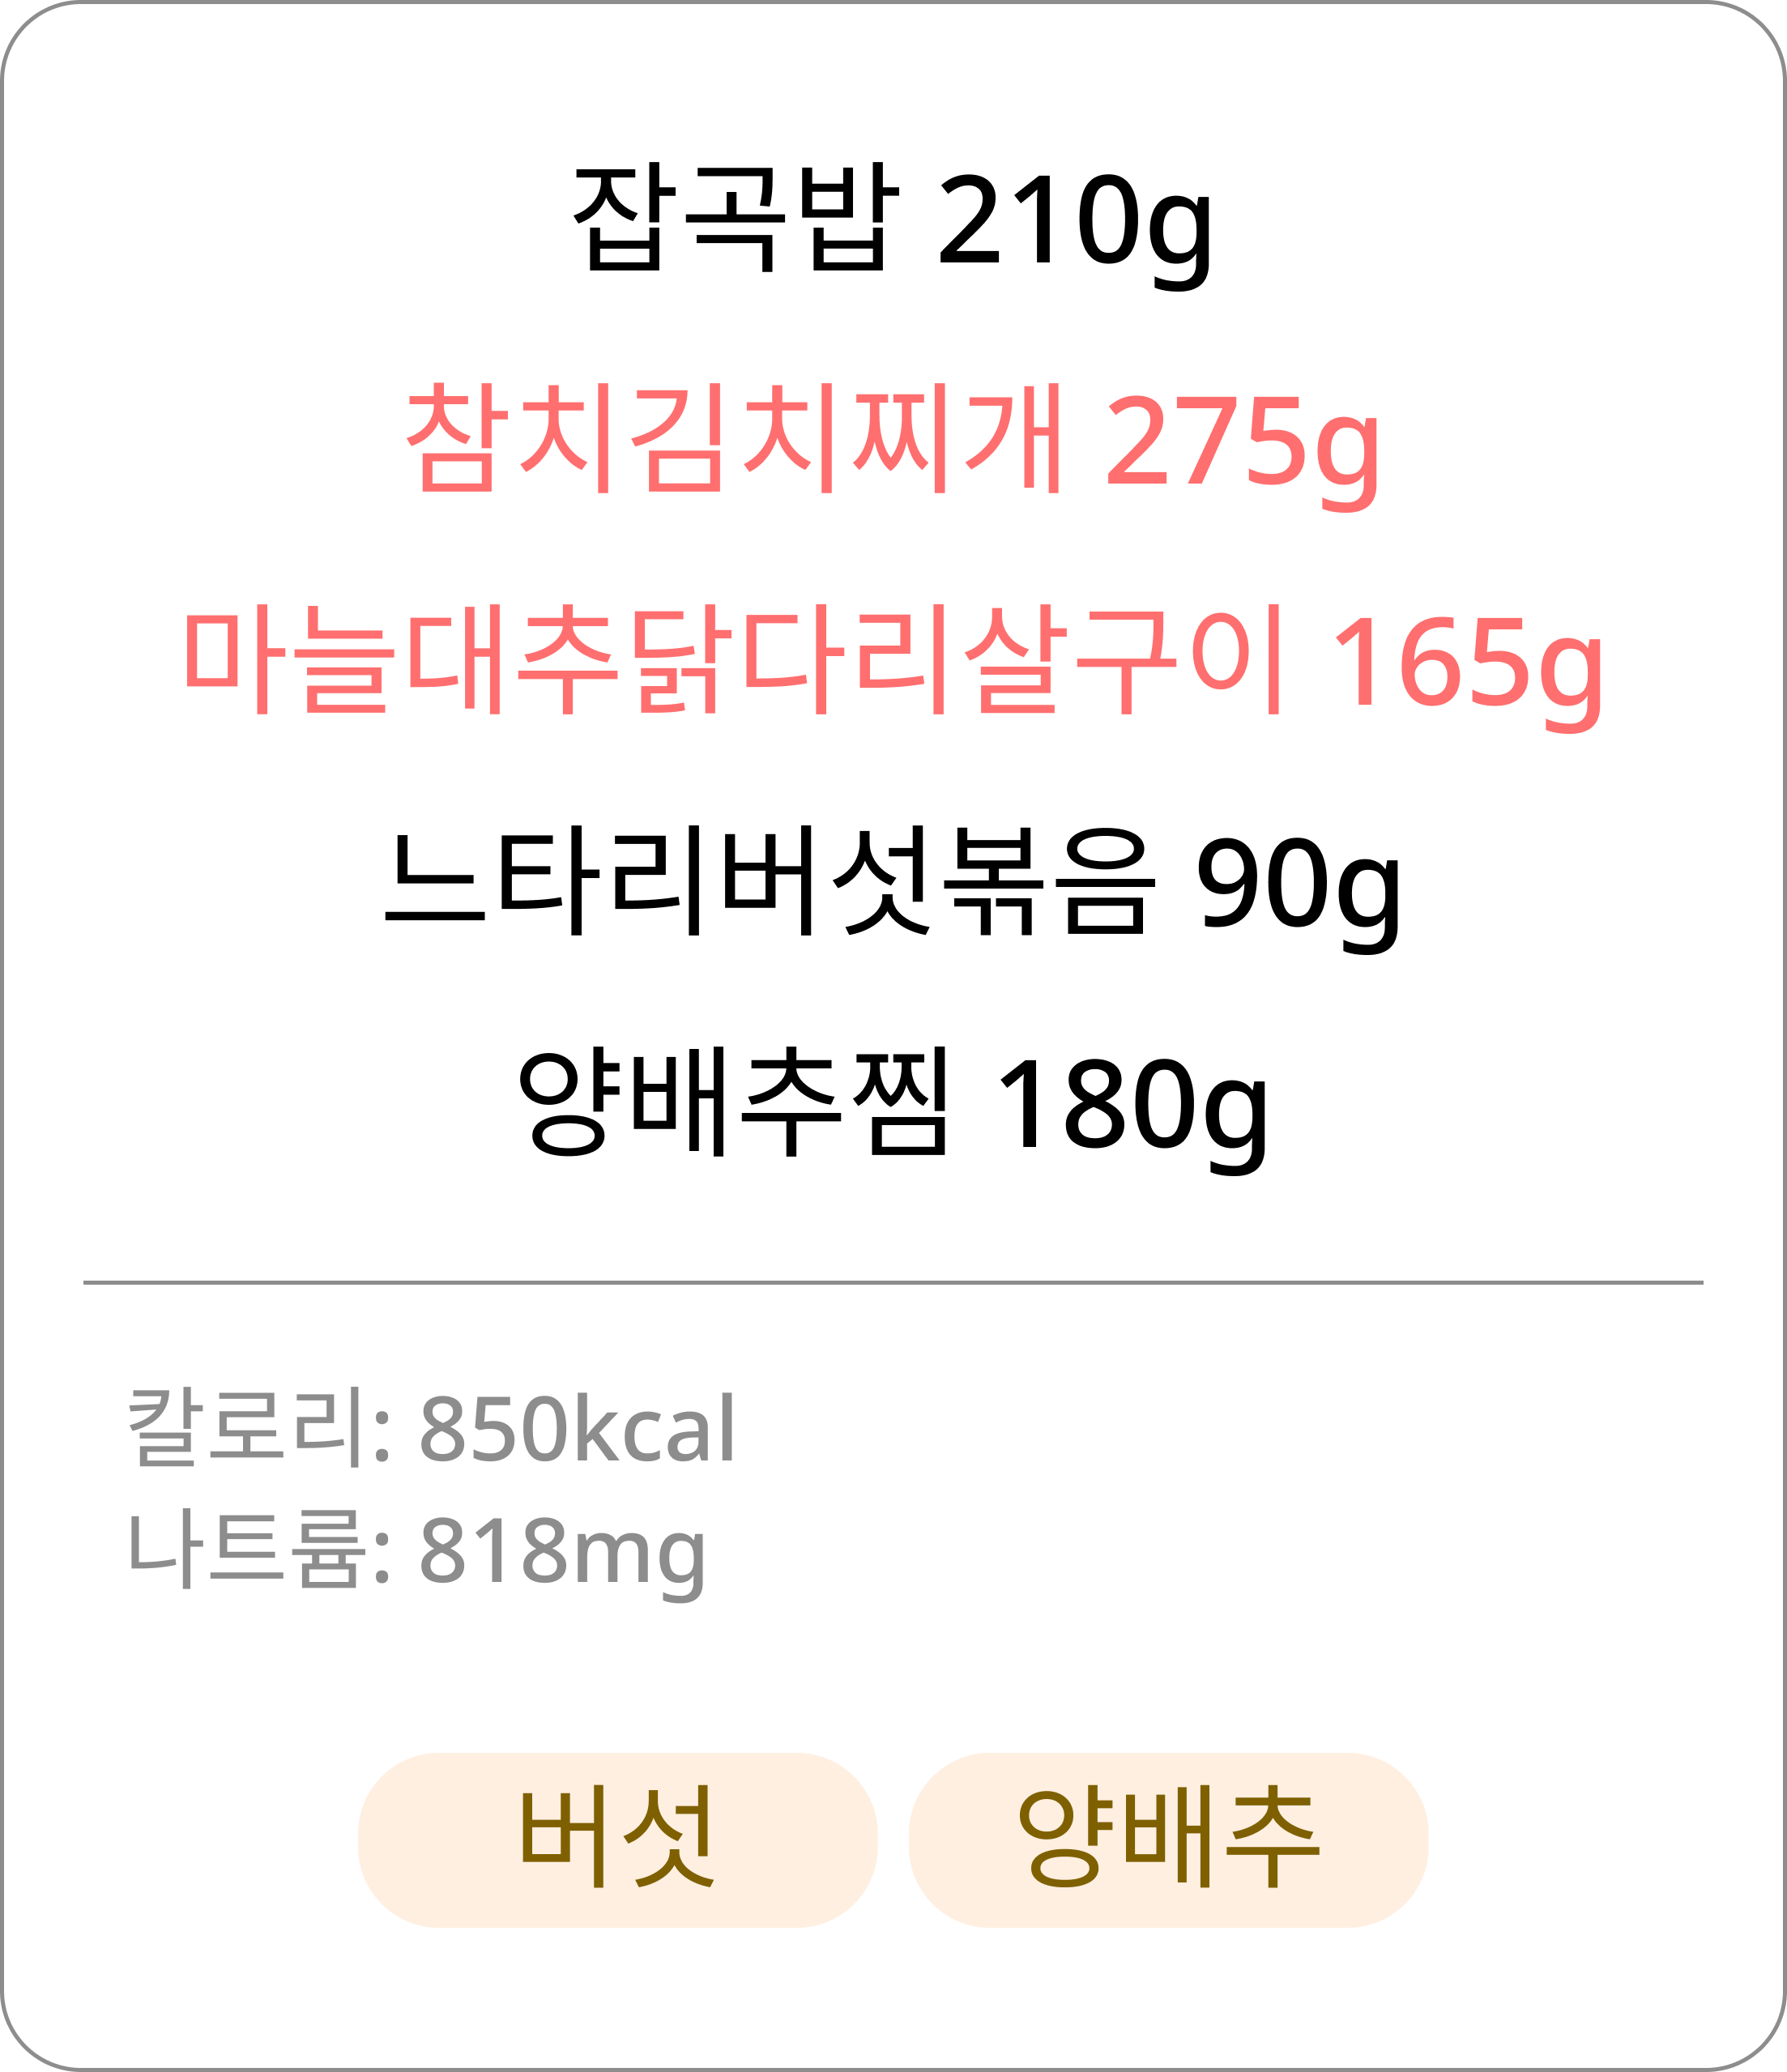 잡곡밥 210g
참치김치찌개 275g
마늘대추닭다리살구이 165g
느타리버섯볶음 90g
양배추찜 180g
칼로리: 850kcal
나트륨: 818mg
버섯 양배추